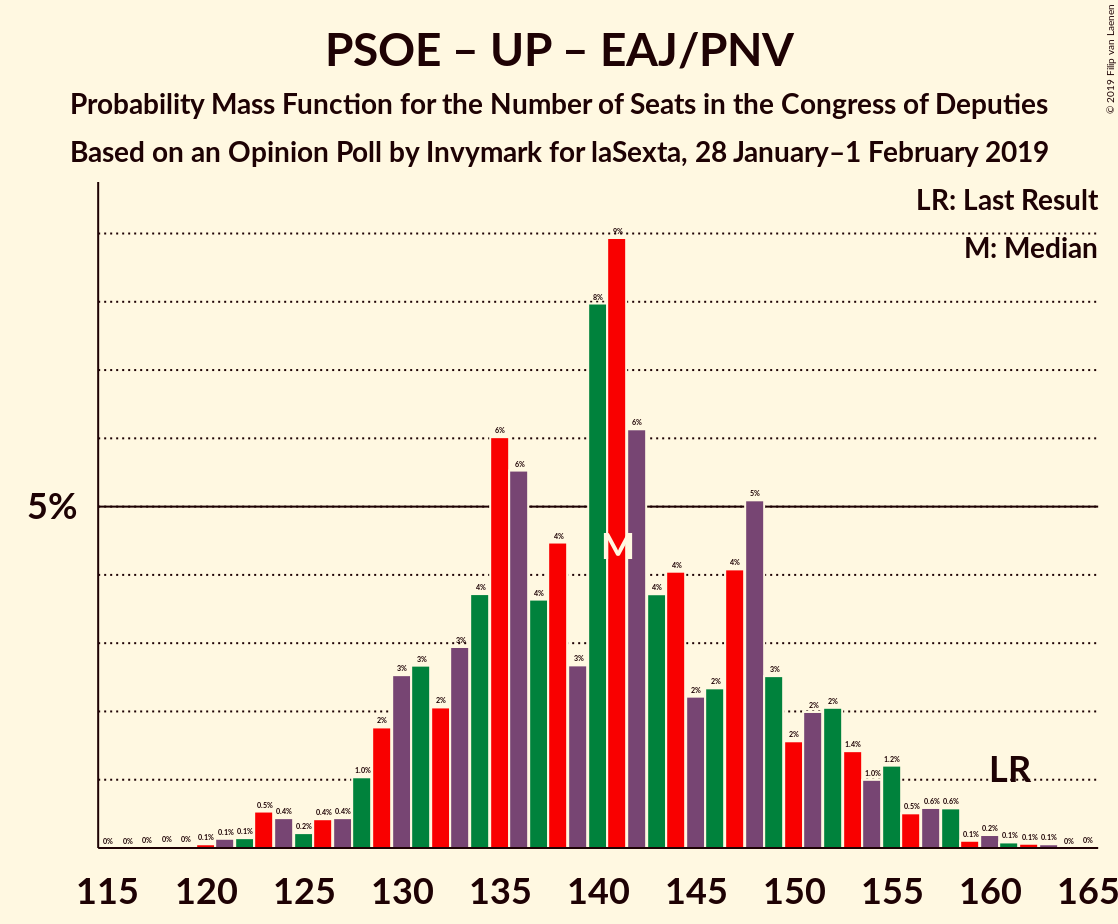 PSOE – UP – EAJ/PNV
Probability Mass Function for the Number of Seats in the Congress of Deputies
Based on an Opinion Poll by Invymark for laSexta, 28 January–1 February 2019
© 2019 Filip van Laenen
LR: Last Result
M: Median
5%
0% 0% 0% 0% 0% 0.1% 0.1% 0.1% 0.5% 0.4% 0.2% 0.4% 0.4% 1.0% 2% 3% 3% 2% 3% 4% 6% 6% 4% 4% 3% 8% 9% 6% 4% 4% 2% 2% 4% 5% 3% 2% 2% 2% 1.4% 1.0% 1.2% 0.5% 0.6% 0.6% 0.1% 0.2% 0.1% 0.1% 0.1% 0% 0%
M
LR
115 120 125 130 135 140 145 150 155 160 165